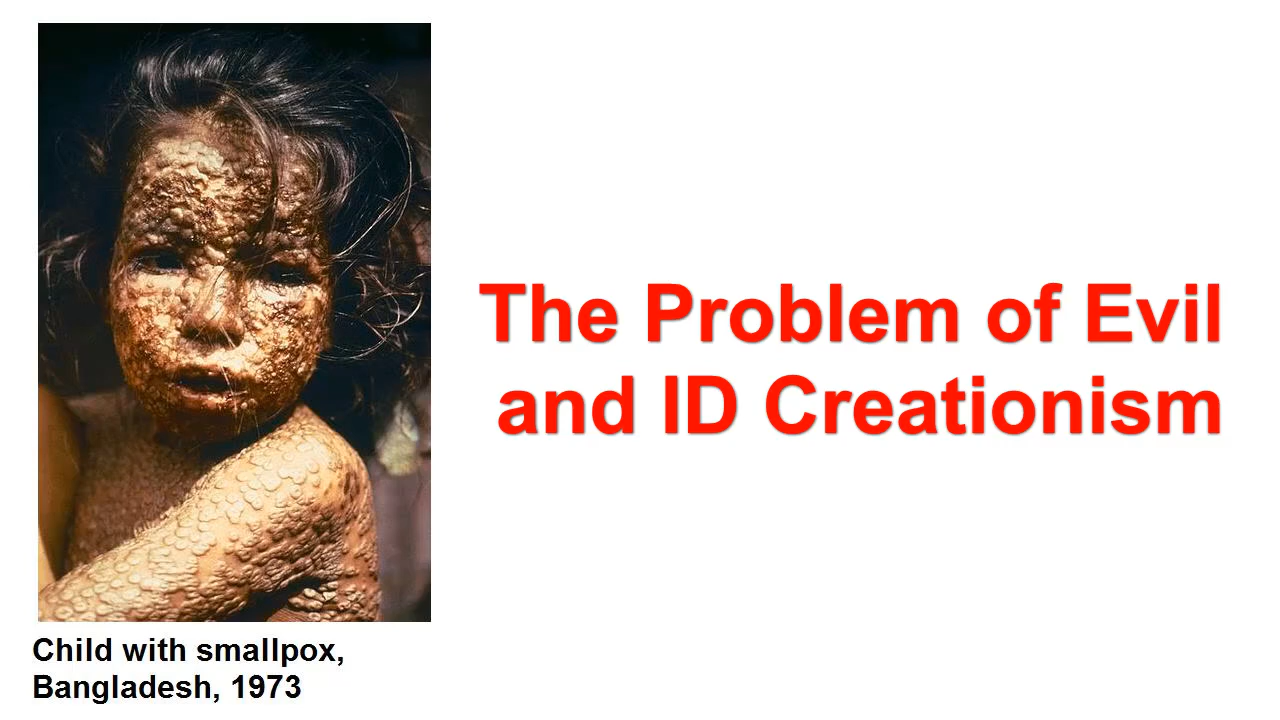 The Problem of Evil
and ID Creationism
Child with smallpox,
Bangladesh, 1973